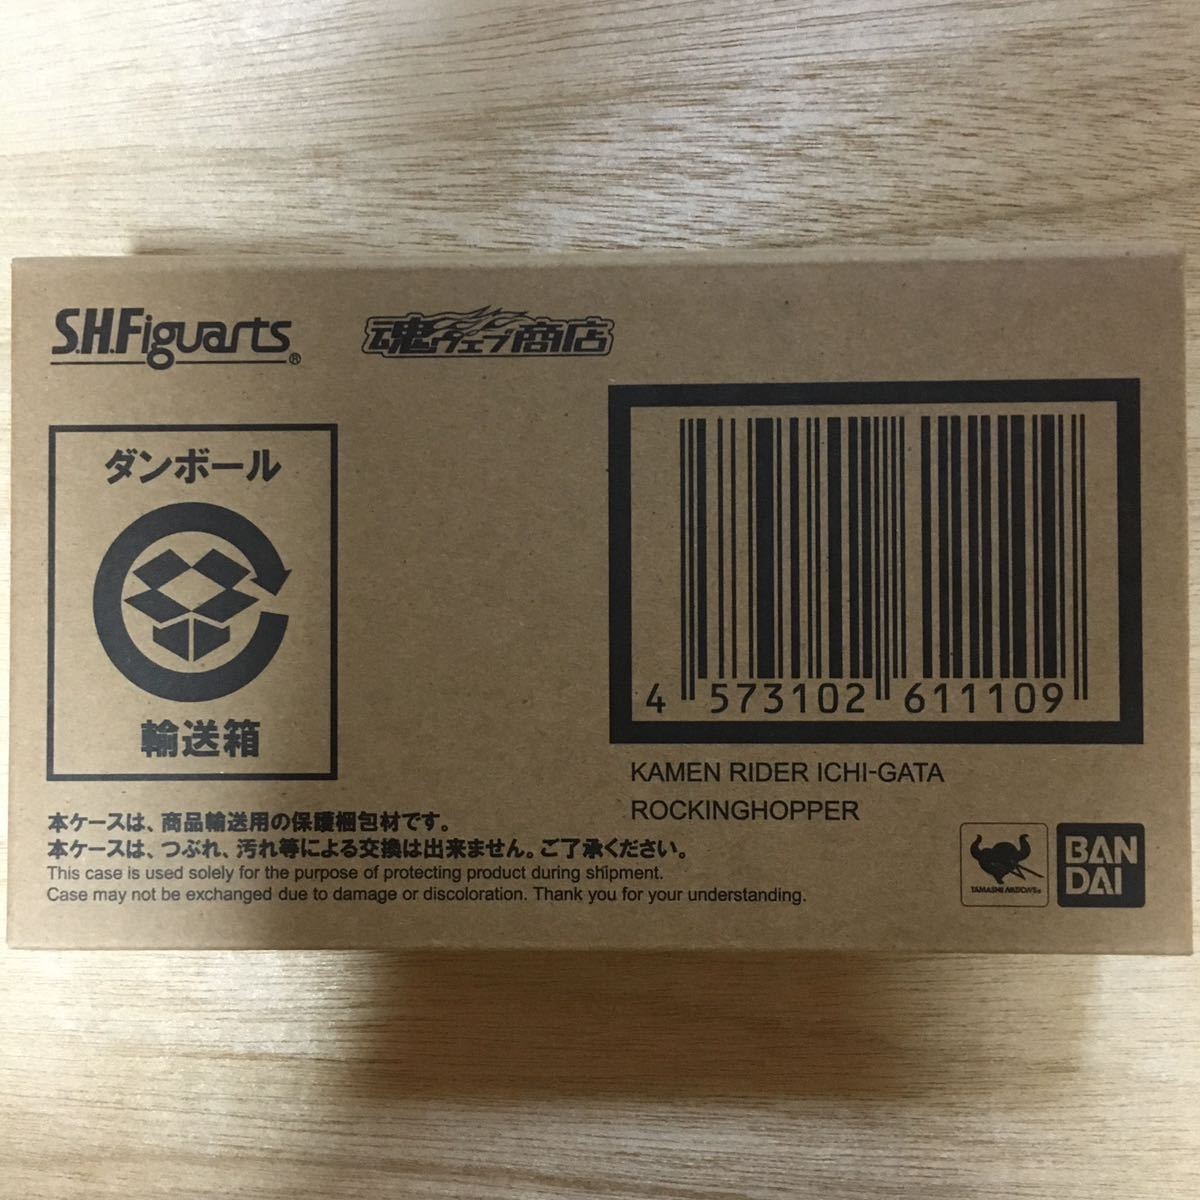 S.H.Figuarts®
魂ウェブ商店
ダンボール
輸送箱
4 573102 611109
KAMEN RIDER ICHI-GATA
ROCKINGHOPPER
本ケースは、商品輸送用の保護梱包材です。
本ケースは、つぶれ、汚れ等による交換は出来ません。ご了承ください。
This case is used solely for the purpose of protecting product during shipment.
Case may not be exchanged due to damage or discoloration. Thank you for your understanding.
TAMASHII NATIONS®
BAN
DAI